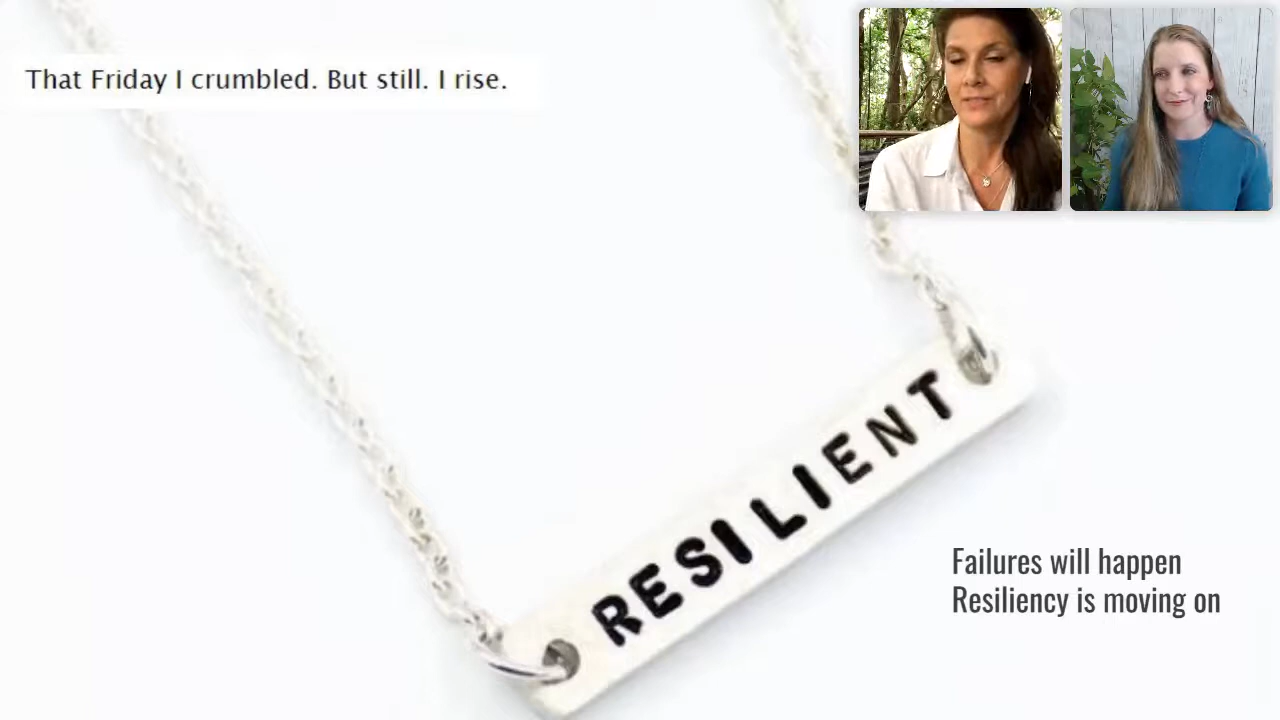 That Friday I crumbled. But still. I rise.
RESILIENT
Failures will happen
Resiliency is moving on